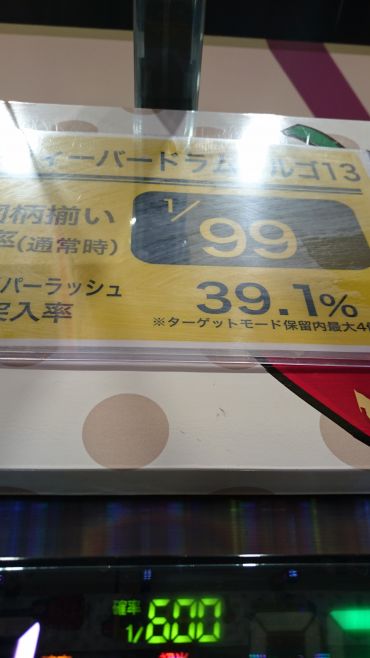 ィーバードラム ルゴ13
柄揃い
1/99
率(通常時)
パーラッシュ
突入率
39.1%
※ターゲットモード保留内最大4
確率
1/600